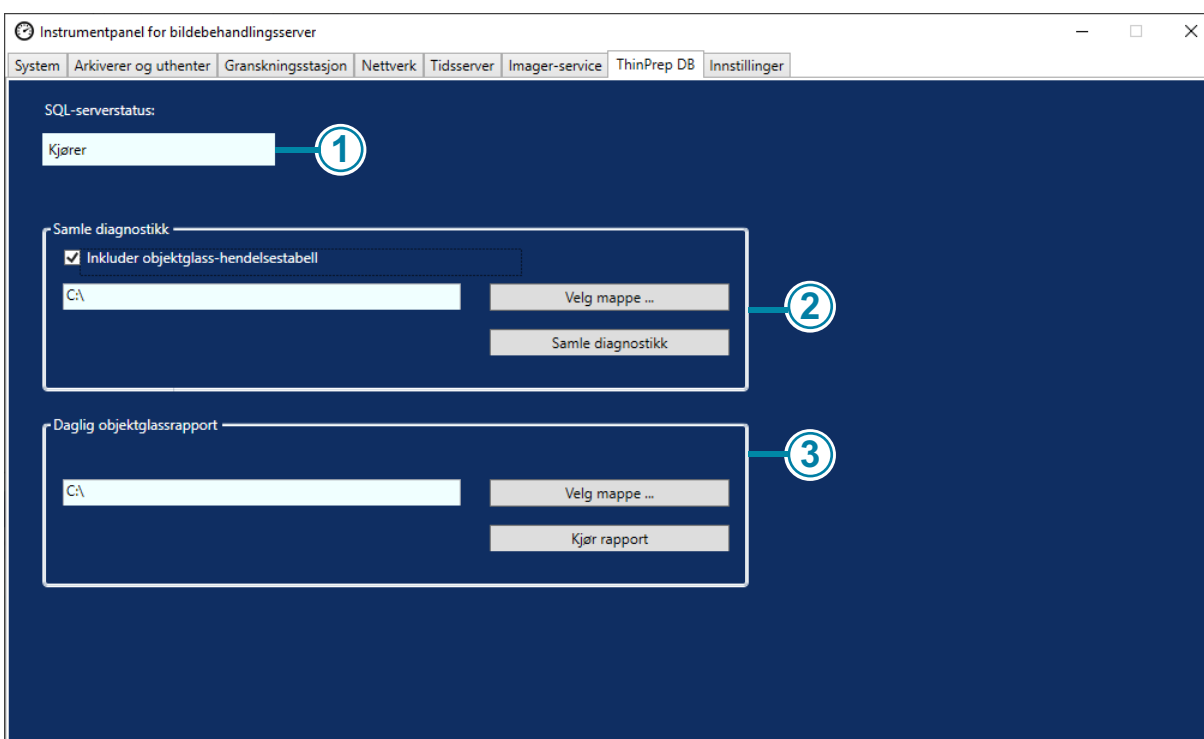 Instrumentpanel for bildebehandlingsserver
System Arkiverer og uthenter Granskningsstasjon Nettverk Tidsserver Imager-service ThinPrep DB Innstillinger
SQL-serverstatus:
Kjører
1
Samle diagnostikk
Inkluder objektglass-hendelsestabell
C:\ Velg mappe ...
2
Samle diagnostikk
Daglig objektglassrapport
3
C:\ Velg mappe ...
Kjør rapport